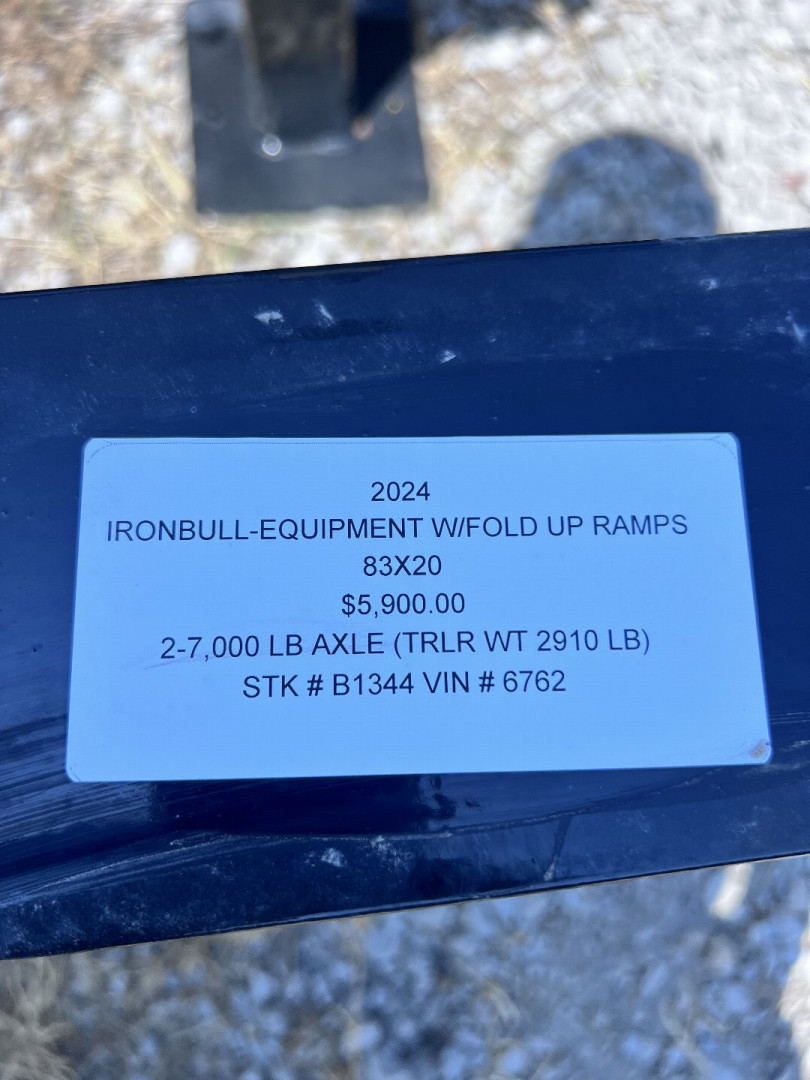 2024
IRONBULL-EQUIPMENT W/FOLD UP RAMPS
83X20
$5,900.00
2-7,000 LB AXLE (TRLR WT 2910 LB)
STK # B1344 VIN # 6762